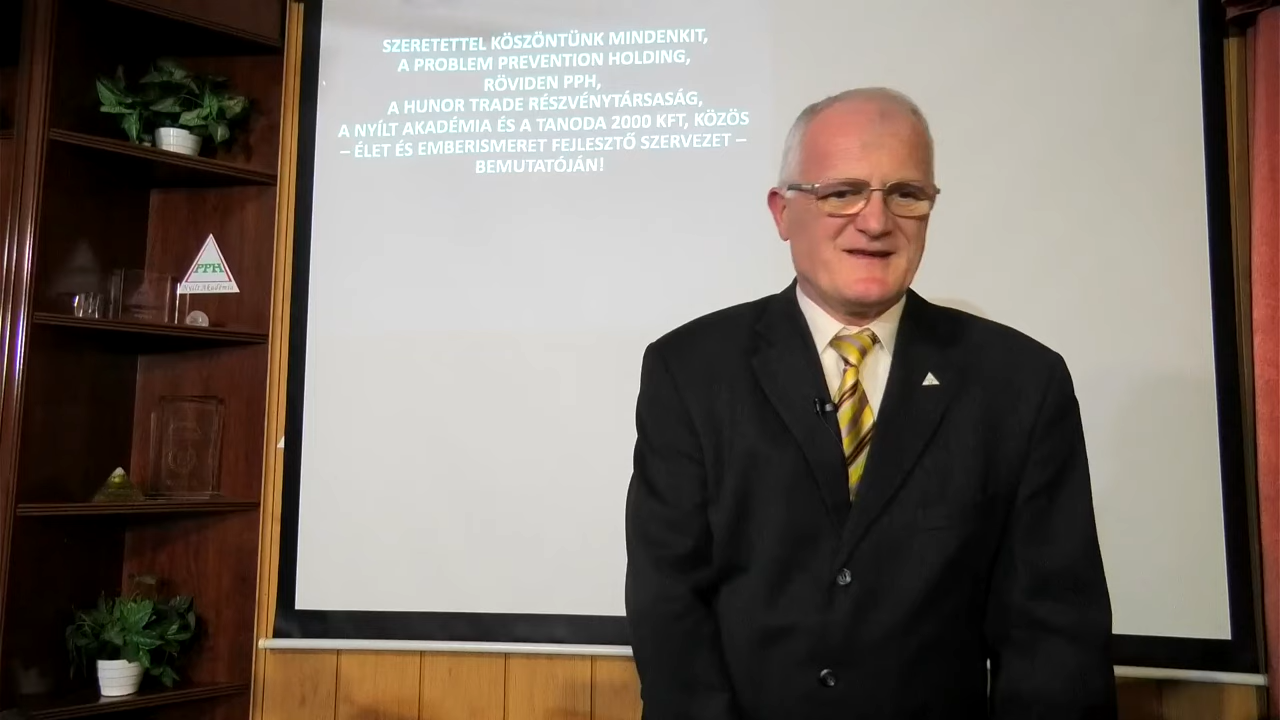 SZERETETTEL KÖSZÖNTÜNK MINDENKIT,
A PROBLEM PREVENTION HOLDING,
RÖVIDEN PPH,
A HUNOR TRADE RÉSZVÉNYTÁRSASÁG,
A NYÍLT AKADÉMIA ÉS A TANODA 2000 KFT, KÖZÖS
– ÉLET ÉS EMBERISMERET FEJLESZTŐ SZERVEZET –
BEMUTATÓJÁN!
PPH
Nyílt Akadémia